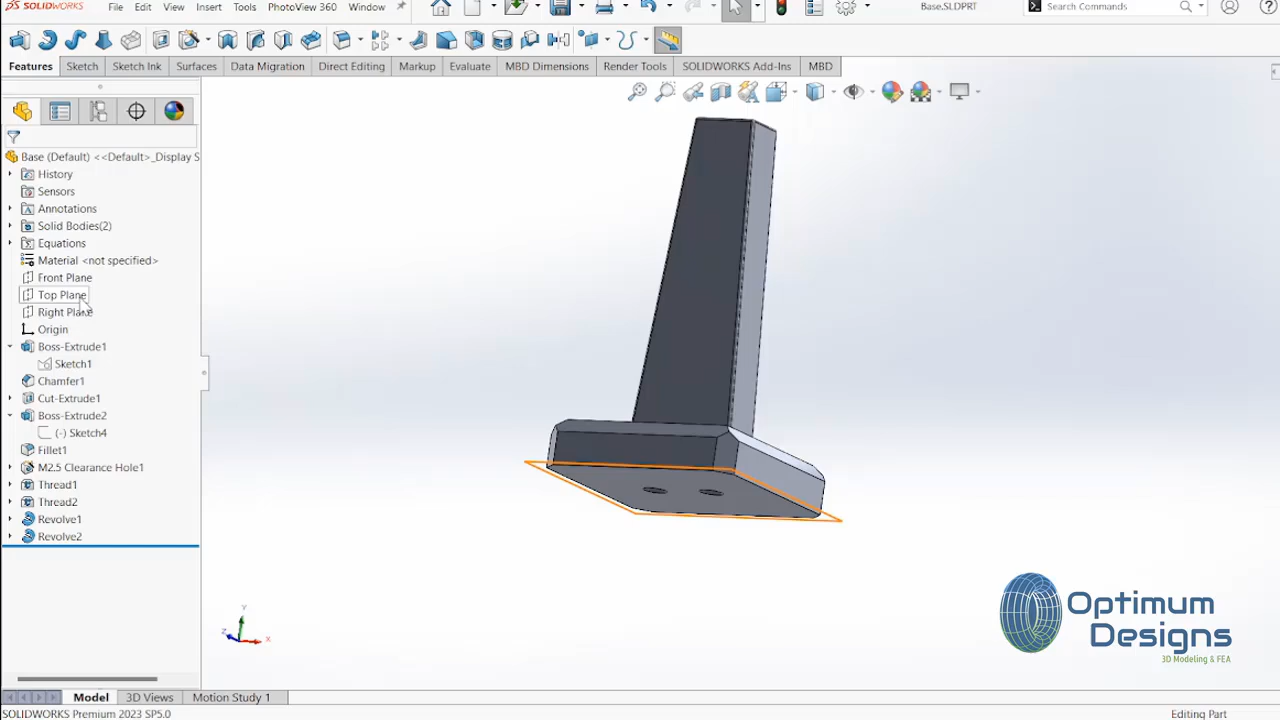 SOLIDWORKS File Edit View Insert Tools PhotoView 360 Window Base.SLDPRT Search Commands
Features Sketch Sketch Ink Surfaces Data Migration Direct Editing Markup Evaluate MBD Dimensions Render Tools SOLIDWORKS Add-Ins MBD
Base (Default) <<Default>_Display S
History
Sensors
Annotations
Solid Bodies(2)
Equations
Material <not specified>
Front Plane
Top Plane
Right Plane
Origin
Boss-Extrude1
Sketch1
Chamfer1
Cut-Extrude1
Boss-Extrude2
(-) Sketch4
Fillet1
M2.5 Clearance Hole1
Thread1
Thread2
Revolve1
Revolve2
Y
Z X
Optimum
Designs
3D Modeling & FEA
Model 3D Views Motion Study 1
SOLIDWORKS Premium 2023 SP5.0 Editing Part